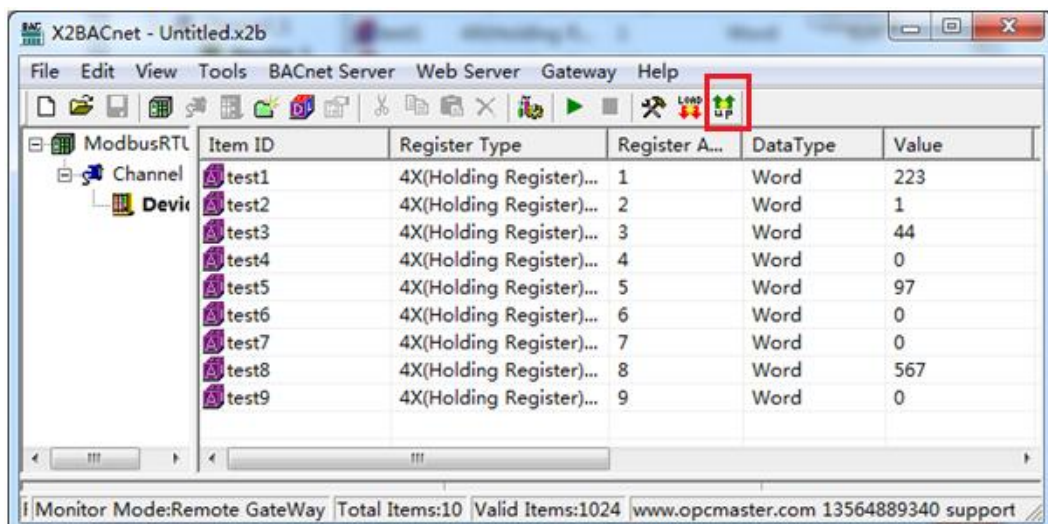 X2BACnet - Untitled.x2b
File Edit View Tools BACnet Server Web Server Gateway Help
LOAD UP
ModbusRTU Item ID Register Type Register A... DataType Value
Channel test1 4X(Holding Register)... 1 Word 223
Devic test2 4X(Holding Register)... 2 Word 1
test3 4X(Holding Register)... 3 Word 44
test4 4X(Holding Register)... 4 Word 0
test5 4X(Holding Register)... 5 Word 97
test6 4X(Holding Register)... 6 Word 0
test7 4X(Holding Register)... 7 Word 0
test8 4X(Holding Register)... 8 Word 567
test9 4X(Holding Register)... 9 Word 0
Monitor Mode:Remote GateWay Total Items:10 Valid Items:1024 www.opcmaster.com 13564889340 support